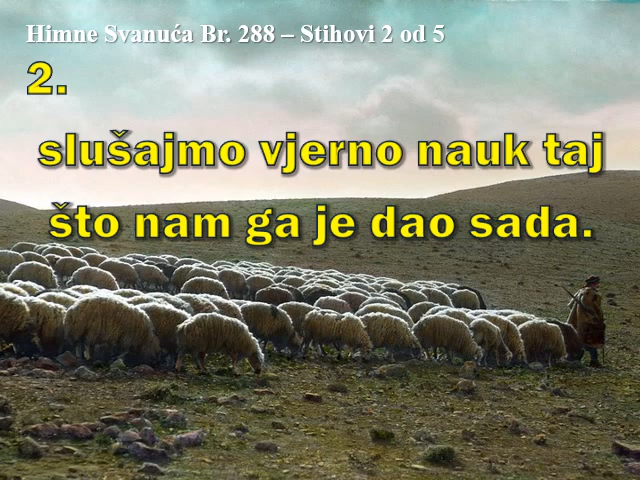 Himne Svanuća Br. 288 – Stihovi 2 od 5
2.
slušajmo vjerno nauk taj
što nam ga je dao sada.